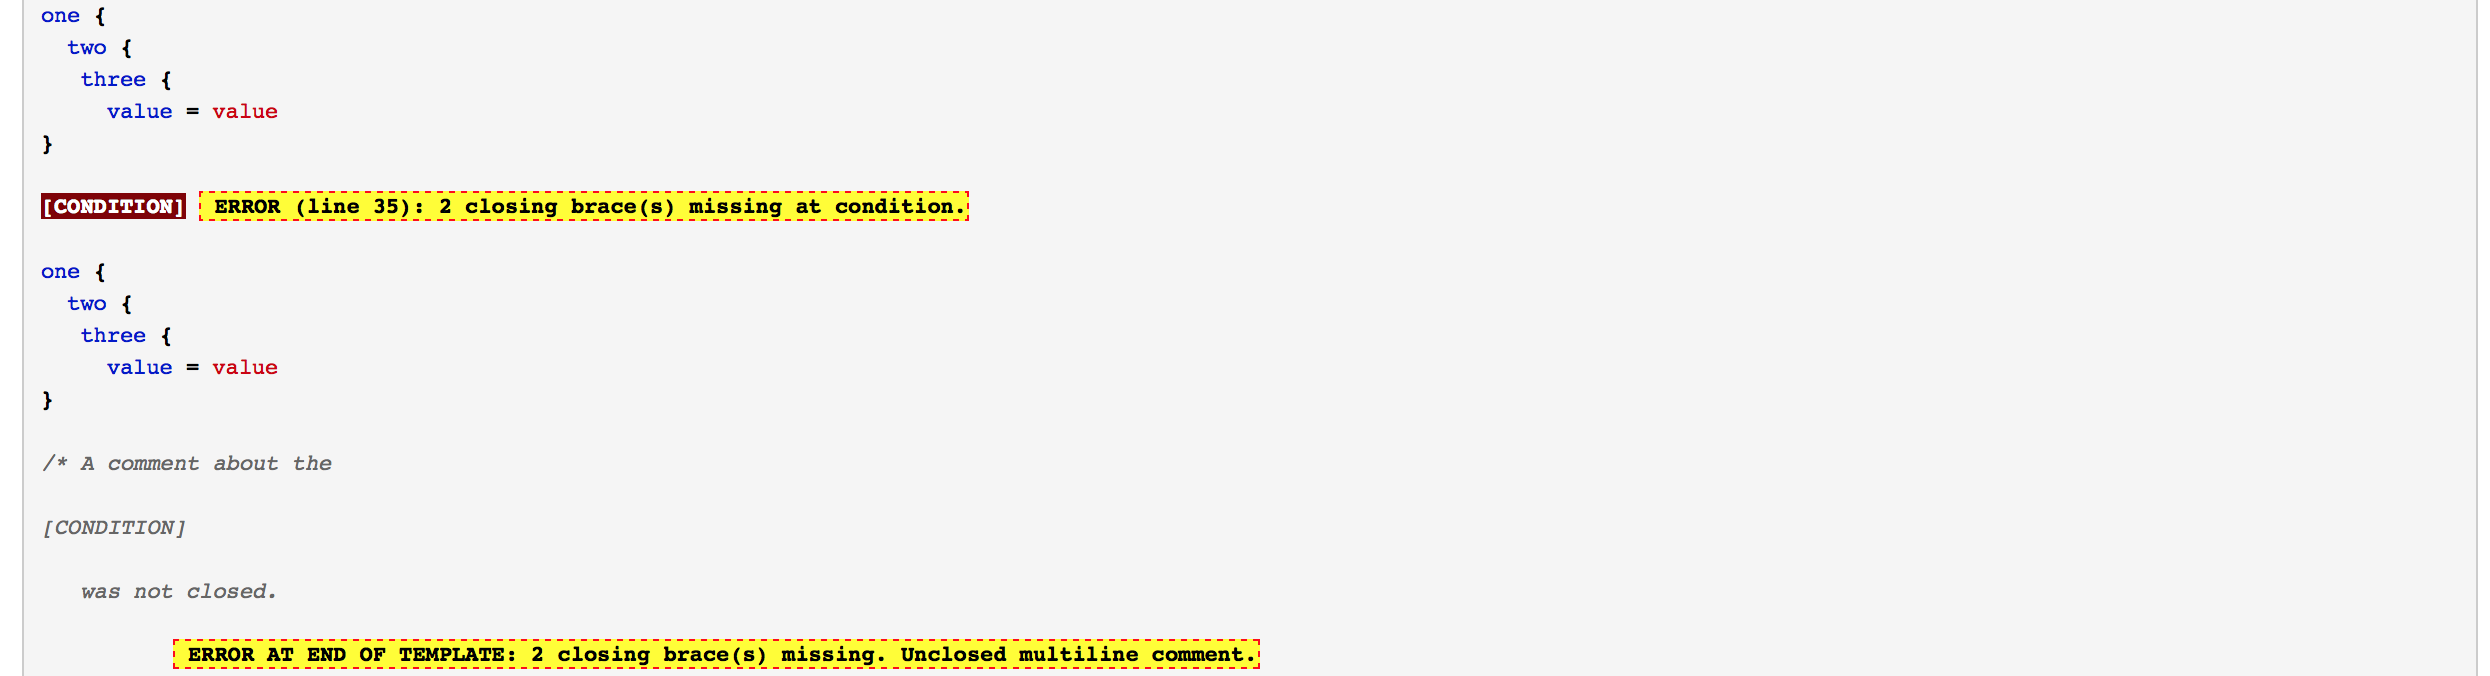 one {
  two {
   three {
     value = value
}
[CONDITION] ERROR (line 35): 2 closing brace(s) missing at condition.
one {
  two {
   three {
     value = value
}
/* A comment about the
[CONDITION]
   was not closed.
ERROR AT END OF TEMPLATE: 2 closing brace(s) missing. Unclosed multiline comment.